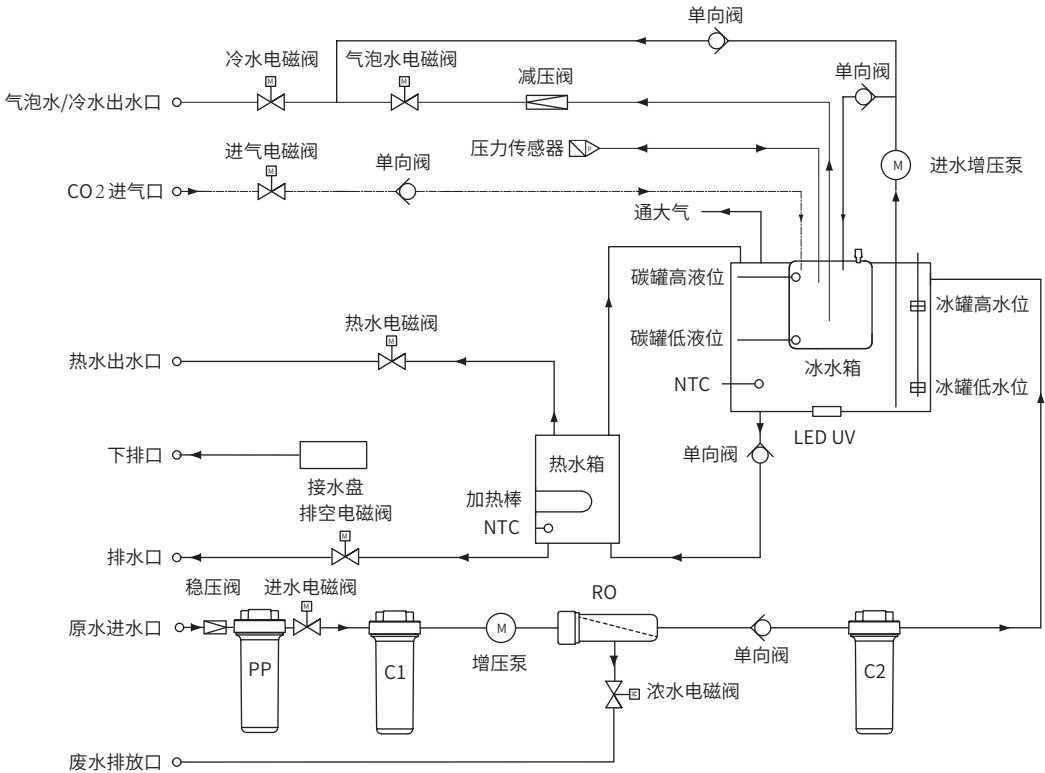 单向阀
冷水电磁阀
气泡水电磁阀
减压阀
单向阀
M
M
气泡水/冷水出水口
压力传感器
P
进气电磁阀
单向阀
M
进水增压泵
M
CO2进气口
通大气
碳罐高液位
冰罐高水位
热水电磁阀
M
碳罐低液位
热水出水口
冰水箱
NTC
冰罐低水位
LED UV
下排口
单向阀
热水箱
接水盘
加热棒
排空电磁阀
NTC
M
排水口
稳压阀
进水电磁阀
RO
M
原水进水口
M
PP
C1
增压泵
单向阀
C2
浓水电磁阀
废水排放口